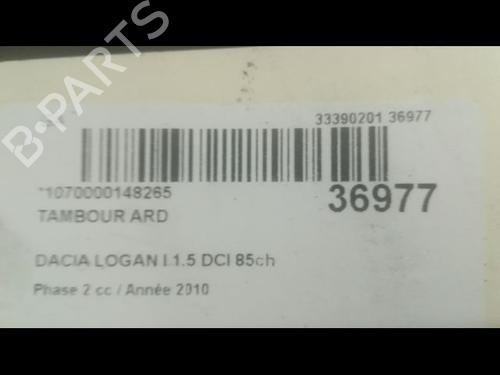 33390201 36977
*1070000148265
36977
TAMBOUR ARD
DACIA LOGAN I 1.5 DCI 85ch
Phase 2 cc / Année 2010
B-PARTS